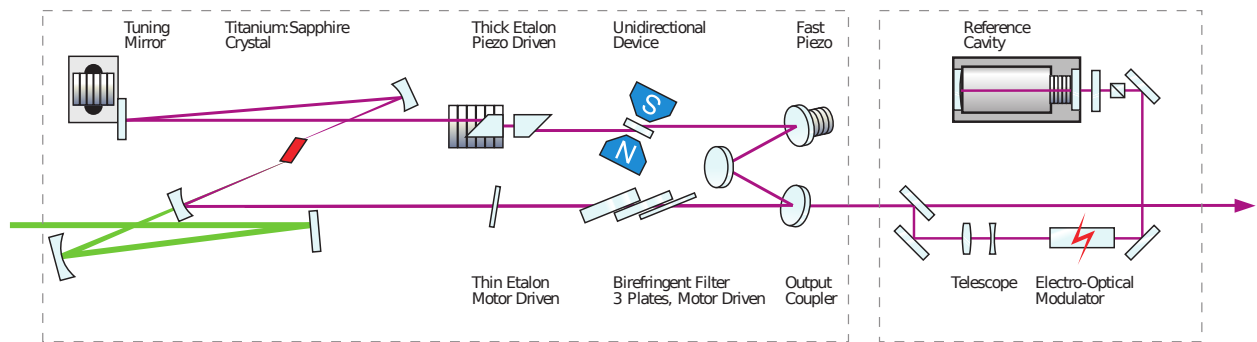 Tuning
Mirror
Titanium:Sapphire
Crystal
Thick Etalon
Piezo Driven
Unidirectional
Device
Fast
Piezo
Reference
Cavity
S
N
Thin Etalon
Motor Driven
Birefringent Filter
3 Plates, Motor Driven
Output
Coupler
Telescope
Electro-Optical
Modulator